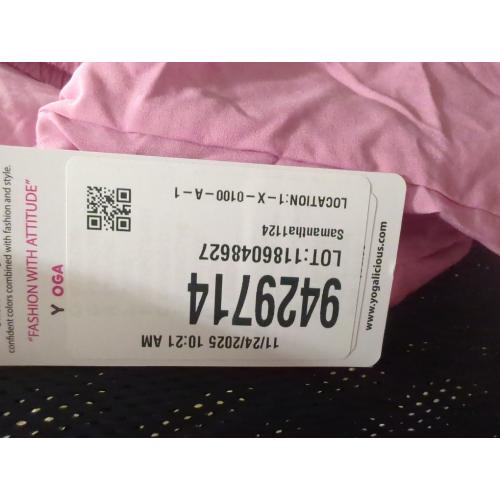 confident colors combined with fashion and style.
"FASHION WITH ATTITUDE"
Y OGA
11/24/2025 10:21 AM
9429714
LOT:1186048627
Samantha1124
LOCATION:1-X-0100-A-1
www.yogalicious.com